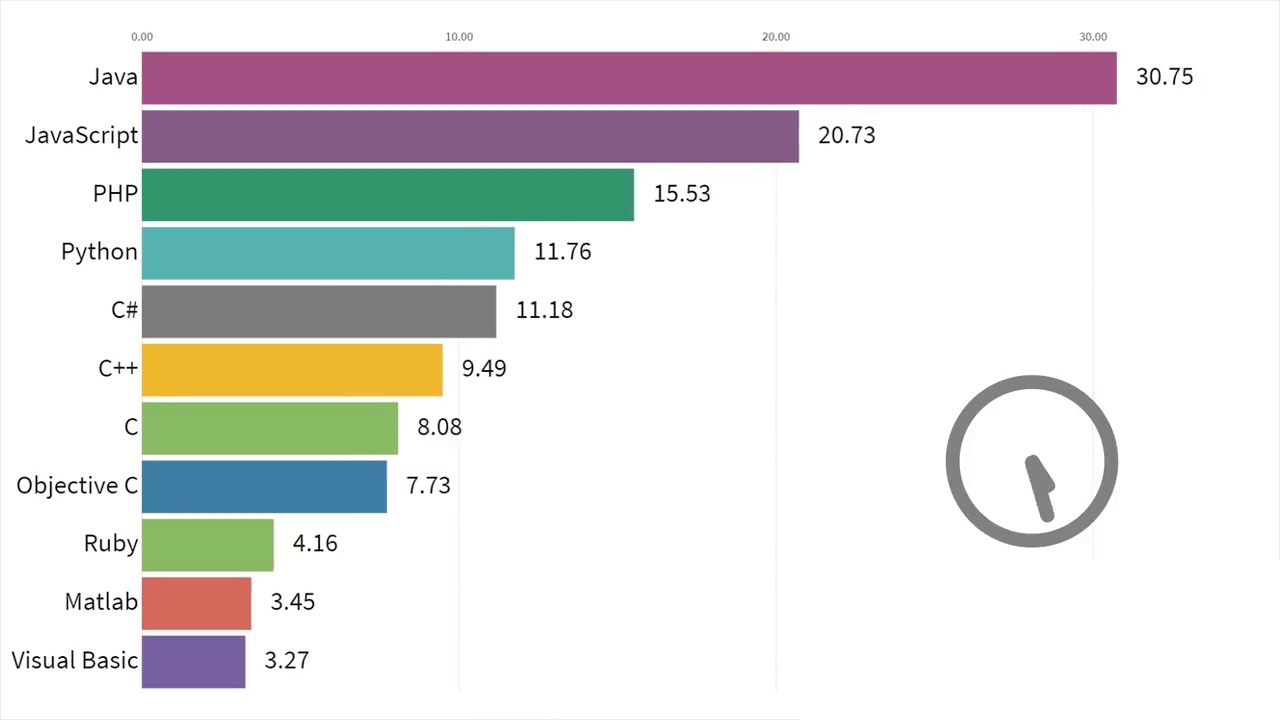 0.00 10.00 20.00 30.00
Java 30.75
JavaScript 20.73
PHP 15.53
Python 11.76
C# 11.18
C++ 9.49
C 8.08
Objective C 7.73
Ruby 4.16
Matlab 3.45
Visual Basic 3.27